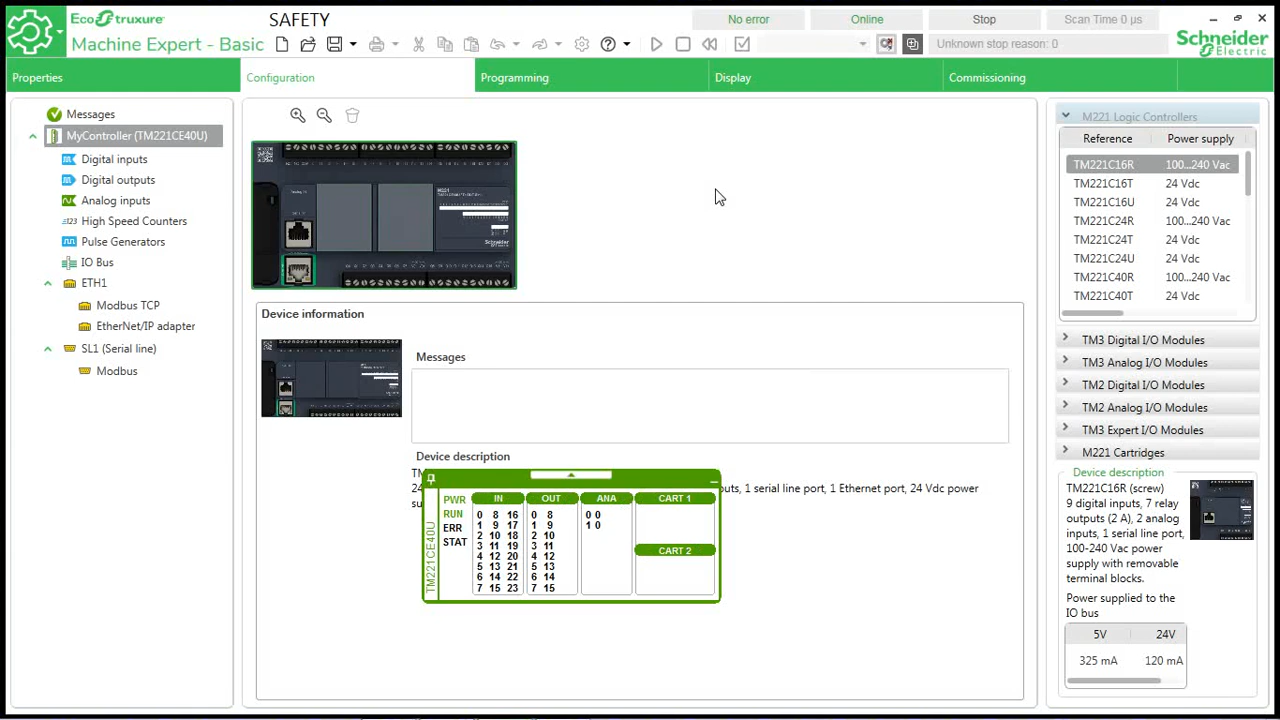 EcoStruxure
Machine Expert - Basic
SAFETY
No error
Online
Stop
Scan Time 0 µs
Unknown stop reason: 0
Schneider
Electric
Properties
Configuration
Programming
Display
Commissioning
Messages
MyController (TM221CE40U)
Digital inputs
Digital outputs
Analog inputs
High Speed Counters
Pulse Generators
IO Bus
ETH1
Modbus TCP
EtherNet/IP adapter
SL1 (Serial line)
Modbus
M221
Schneider
Device information
Messages
Device description
TM
24
puts, 1 serial line port, 1 Ethernet port, 24 Vdc power
su
TM221CE40U
PWR
RUN
ERR
STAT
IN
0 8 16
1 9 17
2 10 18
3 11 19
4 12 20
5 13 21
6 14 22
7 15 23
OUT
0 8
1 9
2 10
3 11
4 12
5 13
6 14
7 15
ANA
0 0
1 0
CART 1
CART 2
M221 Logic Controllers
Reference Power supply
TM221C16R 100...240 Vac
TM221C16T 24 Vdc
TM221C16U 24 Vdc
TM221C24R 100...240 Vac
TM221C24T 24 Vdc
TM221C24U 24 Vdc
TM221C40R 100...240 Vac
TM221C40T 24 Vdc
TM3 Digital I/O Modules
TM3 Analog I/O Modules
TM2 Digital I/O Modules
TM2 Analog I/O Modules
TM3 Expert I/O Modules
M221 Cartridges
Device description
TM221C16R (screw)
9 digital inputs, 7 relay
outputs (2 A), 2 analog
inputs, 1 serial line port,
100-240 Vac power
supply with removable
terminal blocks.
Power supplied to the
IO bus
5V 24V
325 mA 120 mA